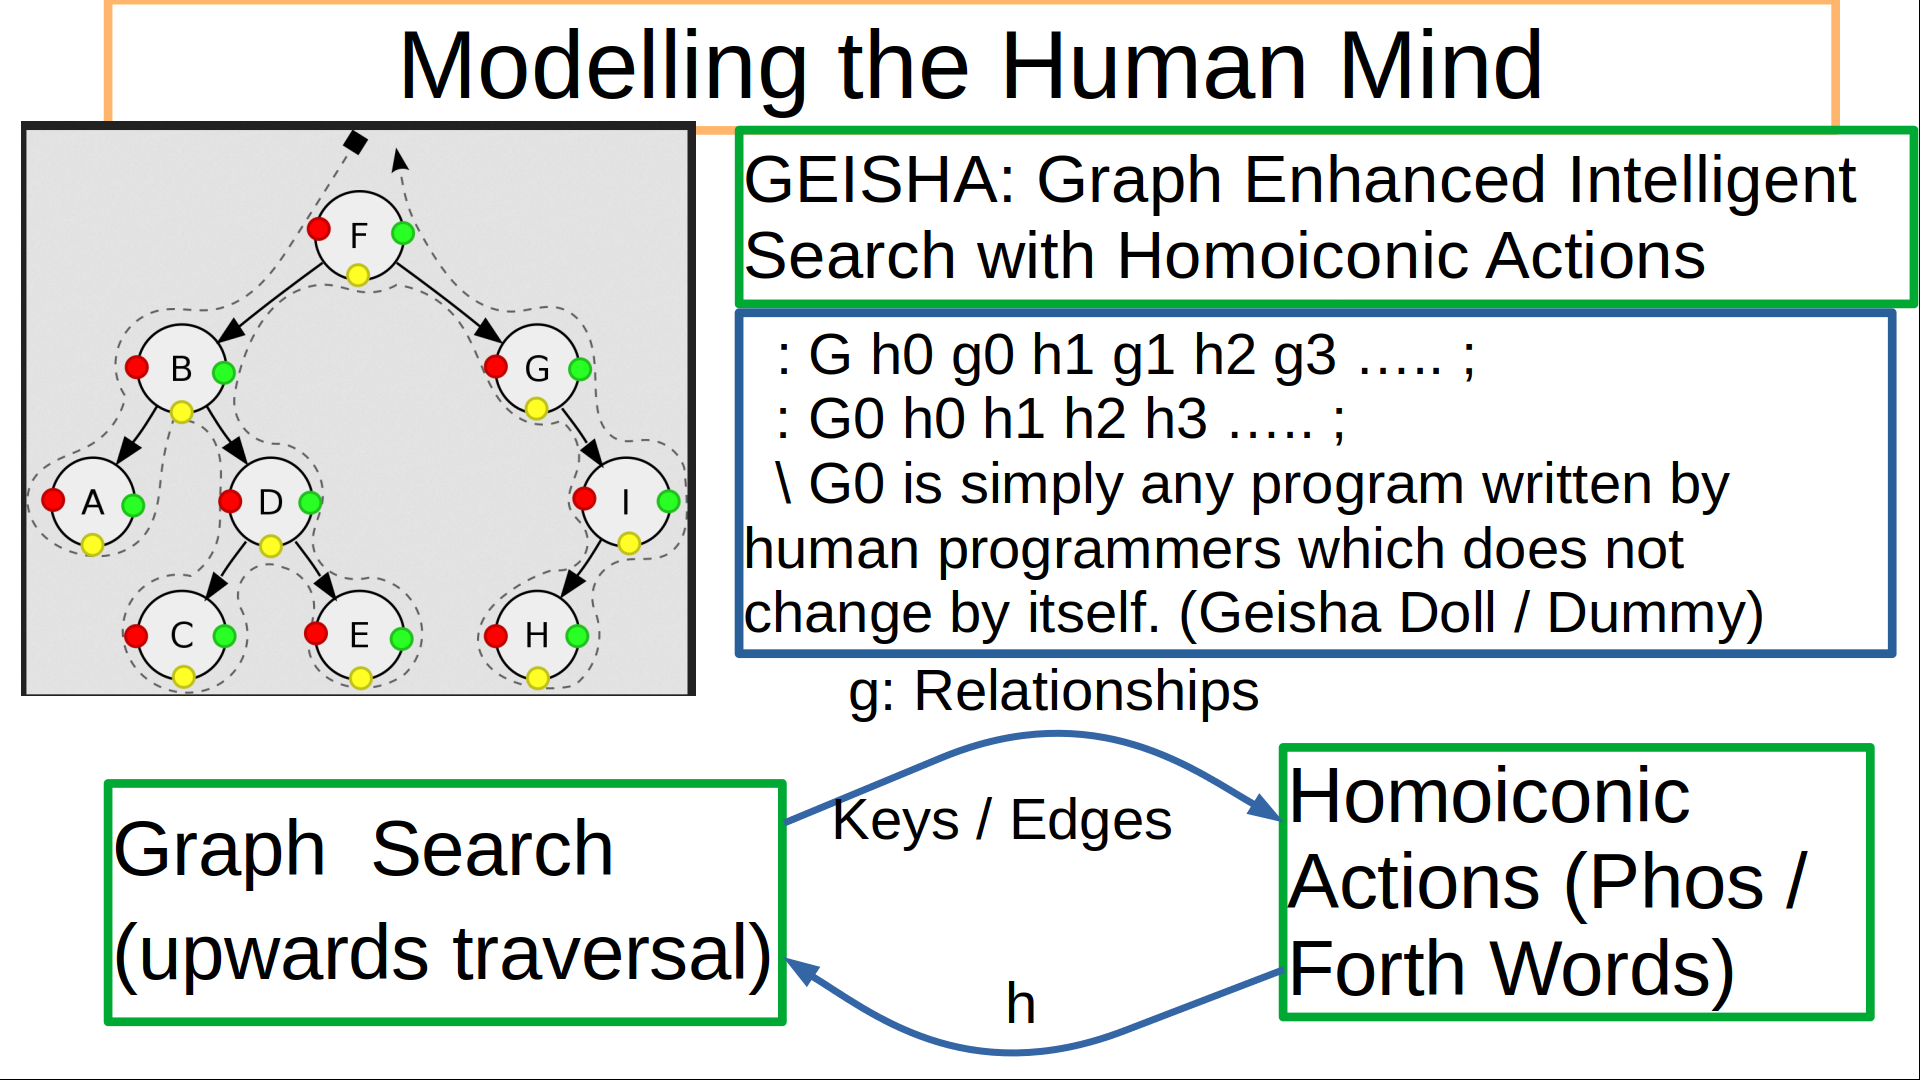 Modelling the Human Mind
F
B
G
A
D
I
C
E
H
GEISHA: Graph Enhanced Intelligent
Search with Homoiconic Actions
: G h0 g0 h1 g1 h2 g3 ….. ;
: G0 h0 h1 h2 h3 ….. ;
\ G0 is simply any program written by
human programmers which does not
change by itself. (Geisha Doll / Dummy)
g: Relationships
Keys / Edges
Graph  Search
(upwards traversal)
Homoiconic
Actions (Phos /
Forth Words)
h